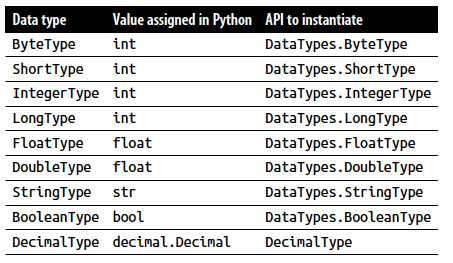 Data type Value assigned in Python API to instantiate
ByteType int DataTypes.ByteType
ShortType int DataTypes.ShortType
IntegerType int DataTypes.IntegerType
LongType int DataTypes.LongType
FloatType float DataTypes.FloatType
DoubleType float DataTypes.DoubleType
StringType str DataTypes.StringType
BooleanType bool DataTypes.BooleanType
DecimalType decimal.Decimal DecimalType